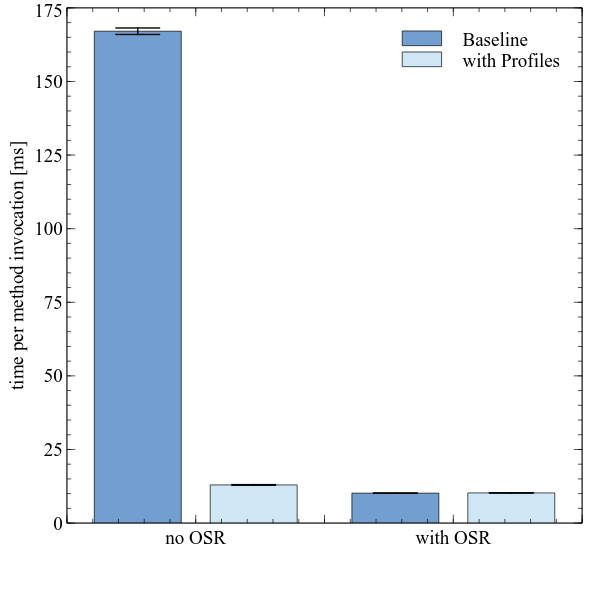 175
150
125
100
75
50
25
0
time per method invocation [ms]
Baseline
with Profiles
no OSR
with OSR